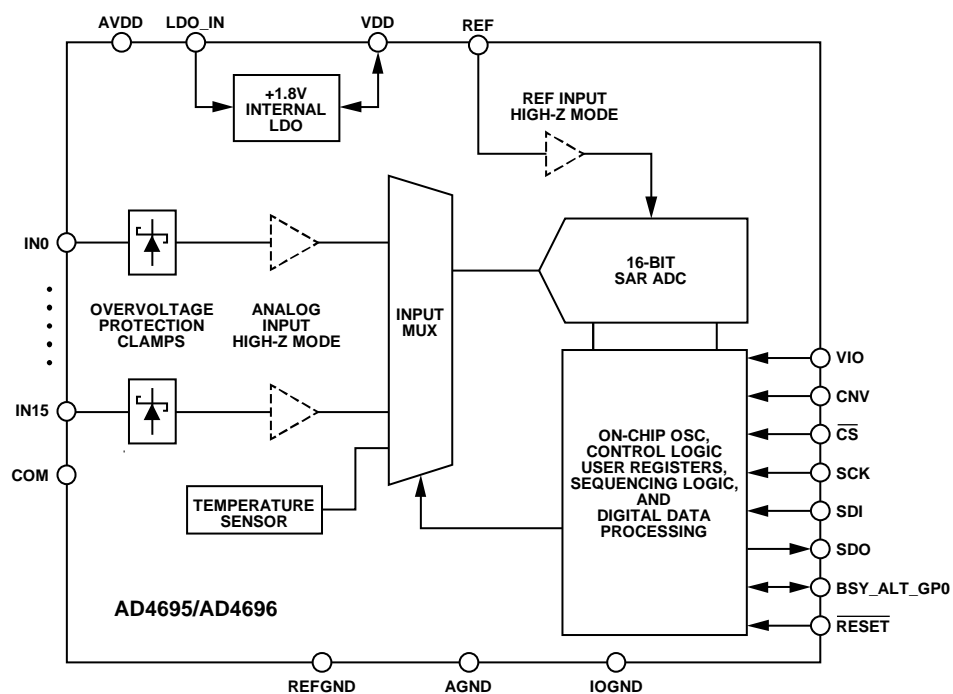 AVDD
LDO_IN
VDD
REF
+1.8V
INTERNAL
LDO
REF INPUT
HIGH-Z MODE
IN0
16-BIT
SAR ADC
OVERVOLTAGE
PROTECTION
CLAMPS
ANALOG
INPUT
HIGH-Z MODE
INPUT
MUX
IN15
COM
TEMPERATURE
SENSOR
ON-CHIP OSC,
CONTROL LOGIC
USER REGISTERS,
SEQUENCING LOGIC,
AND
DIGITAL DATA
PROCESSING
VIO
CNV
CS
SCK
SDI
SDO
BSY_ALT_GP0
RESET
AD4695/AD4696
REFGND
AGND
IOGND